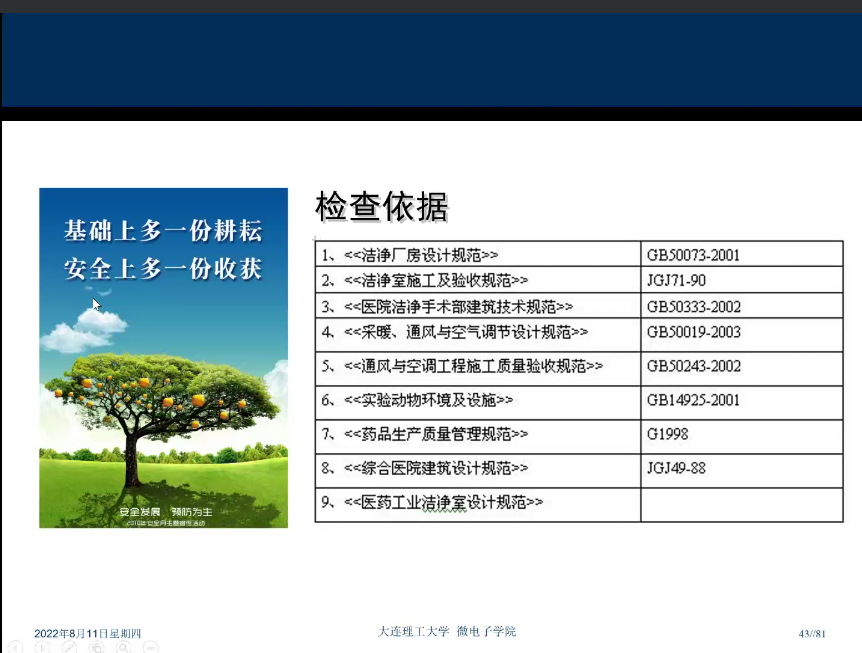 基础上多一份耕耘
安全上多一份收获
安全发展 预防为主
检查依据
1、<<洁净厂房设计规范>> GB50073-2001
2、<<洁净室施工及验收规范>> JGJ71-90
3、<<医院洁净手术部建筑技术规范>> GB50333-2002
4、<<采暖、通风与空气调节设计规范>> GB50019-2003
5、<<通风与空调工程施工质量验收规范>> GB50243-2002
6、<<实验动物环境及设施>> GB14925-2001
7、<<药品生产质量管理规范>> G1998
8、<<综合医院建筑设计规范>> JGJ49-88
9、<<医药工业洁净室设计规范>>
2022年8月11日星期四
大连理工大学 微电子学院
43//81